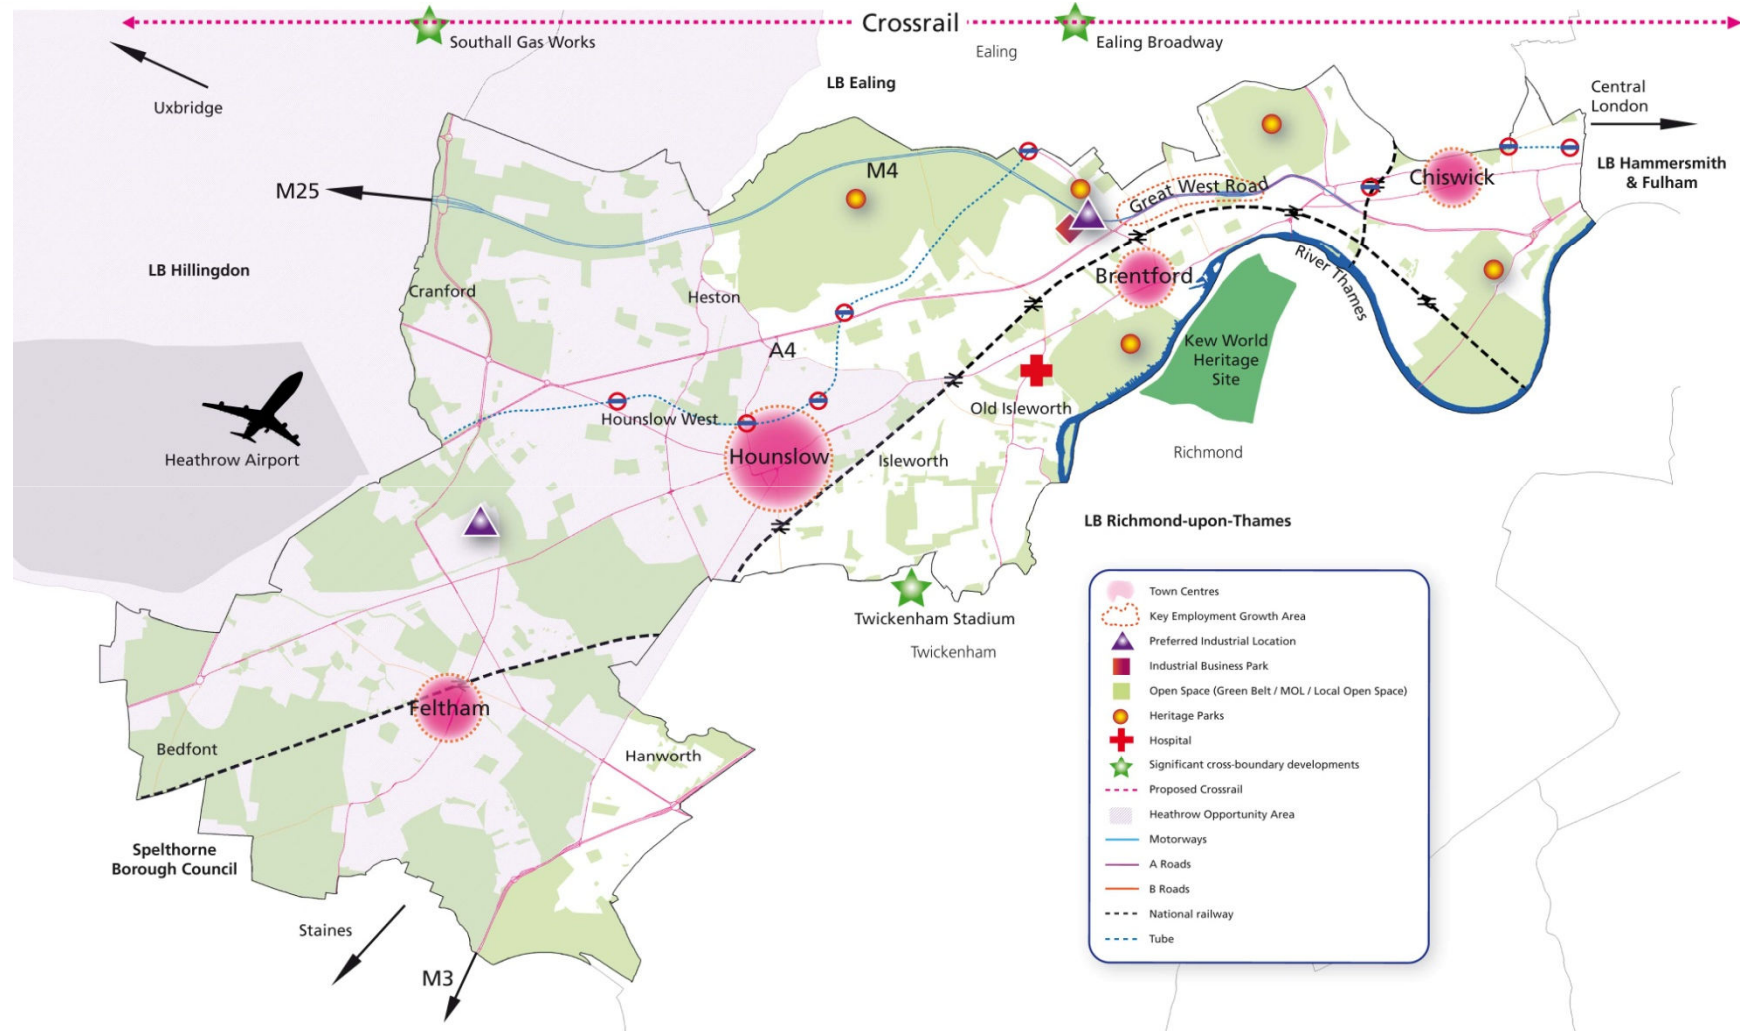 Crossrail
Southall Gas Works
Ealing Broadway
Ealing
LB Ealing
Uxbridge
Central
London
M4
LB Hammersmith
& Fulham
Chiswick
M25
Great West Road
LB Hillingdon
Cranford
Heston
Brentford
River Thames
A4
Kew World
Heritage
Site
Hounslow West
Old Isleworth
Heathrow Airport
Hounslow
Isleworth
Richmond
LB Richmond-upon-Thames
Twickenham Stadium
Twickenham
Feltham
Bedfont
Hanworth
Spelthorne
Borough Council
Staines
M3
Town Centres
Key Employment Growth Area
Preferred Industrial Location
Industrial Business Park
Open Space (Green Belt / MOL / Local Open Space)
Heritage Parks
Hospital
Significant cross-boundary developments
Proposed Crossrail
Heathrow Opportunity Area
Motorways
A Roads
B Roads
National railway
Tube